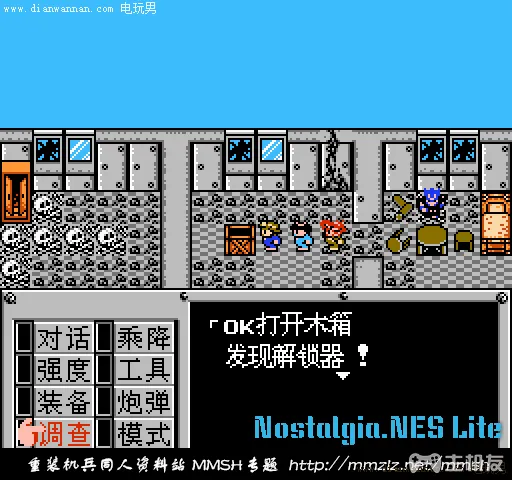 www.dianwannan.com 电玩男
「OK打开木箱
发现解锁器！
对话 乘降
强度 工具
装备 炮弹
调查 模式
Nostalgia.NES Lite
重装机兵同人资料站 MMSH专题 http://mmzlz.net/mmsh